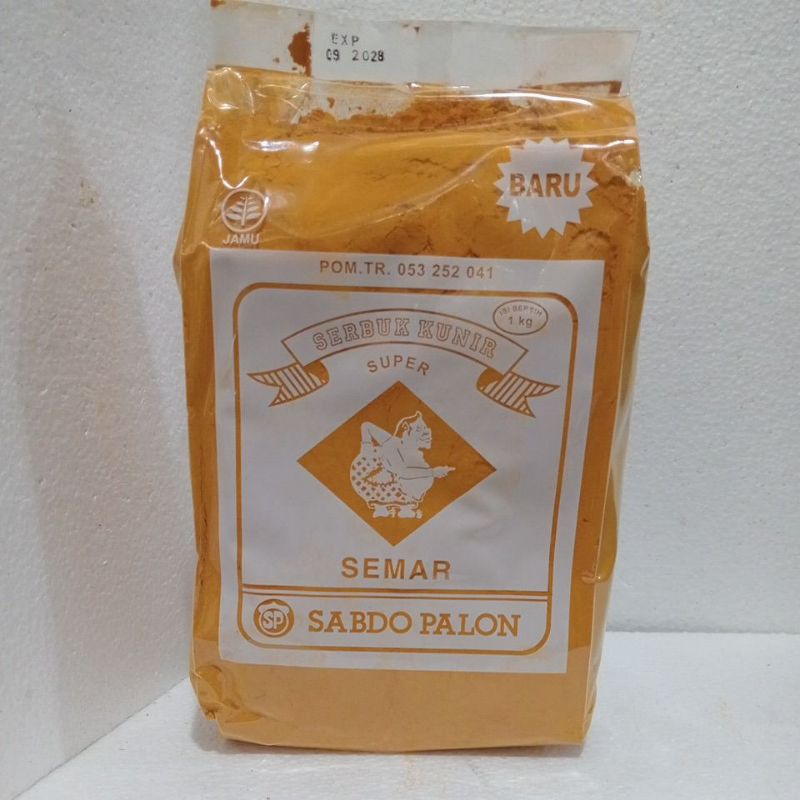 EXP
09 2028
BARU
JAMU
POM.TR. 053 252 041
ISI BERSIH
1 kg
SERBUK KUNIR
SUPER
SEMAR
SP
SABDO PALON